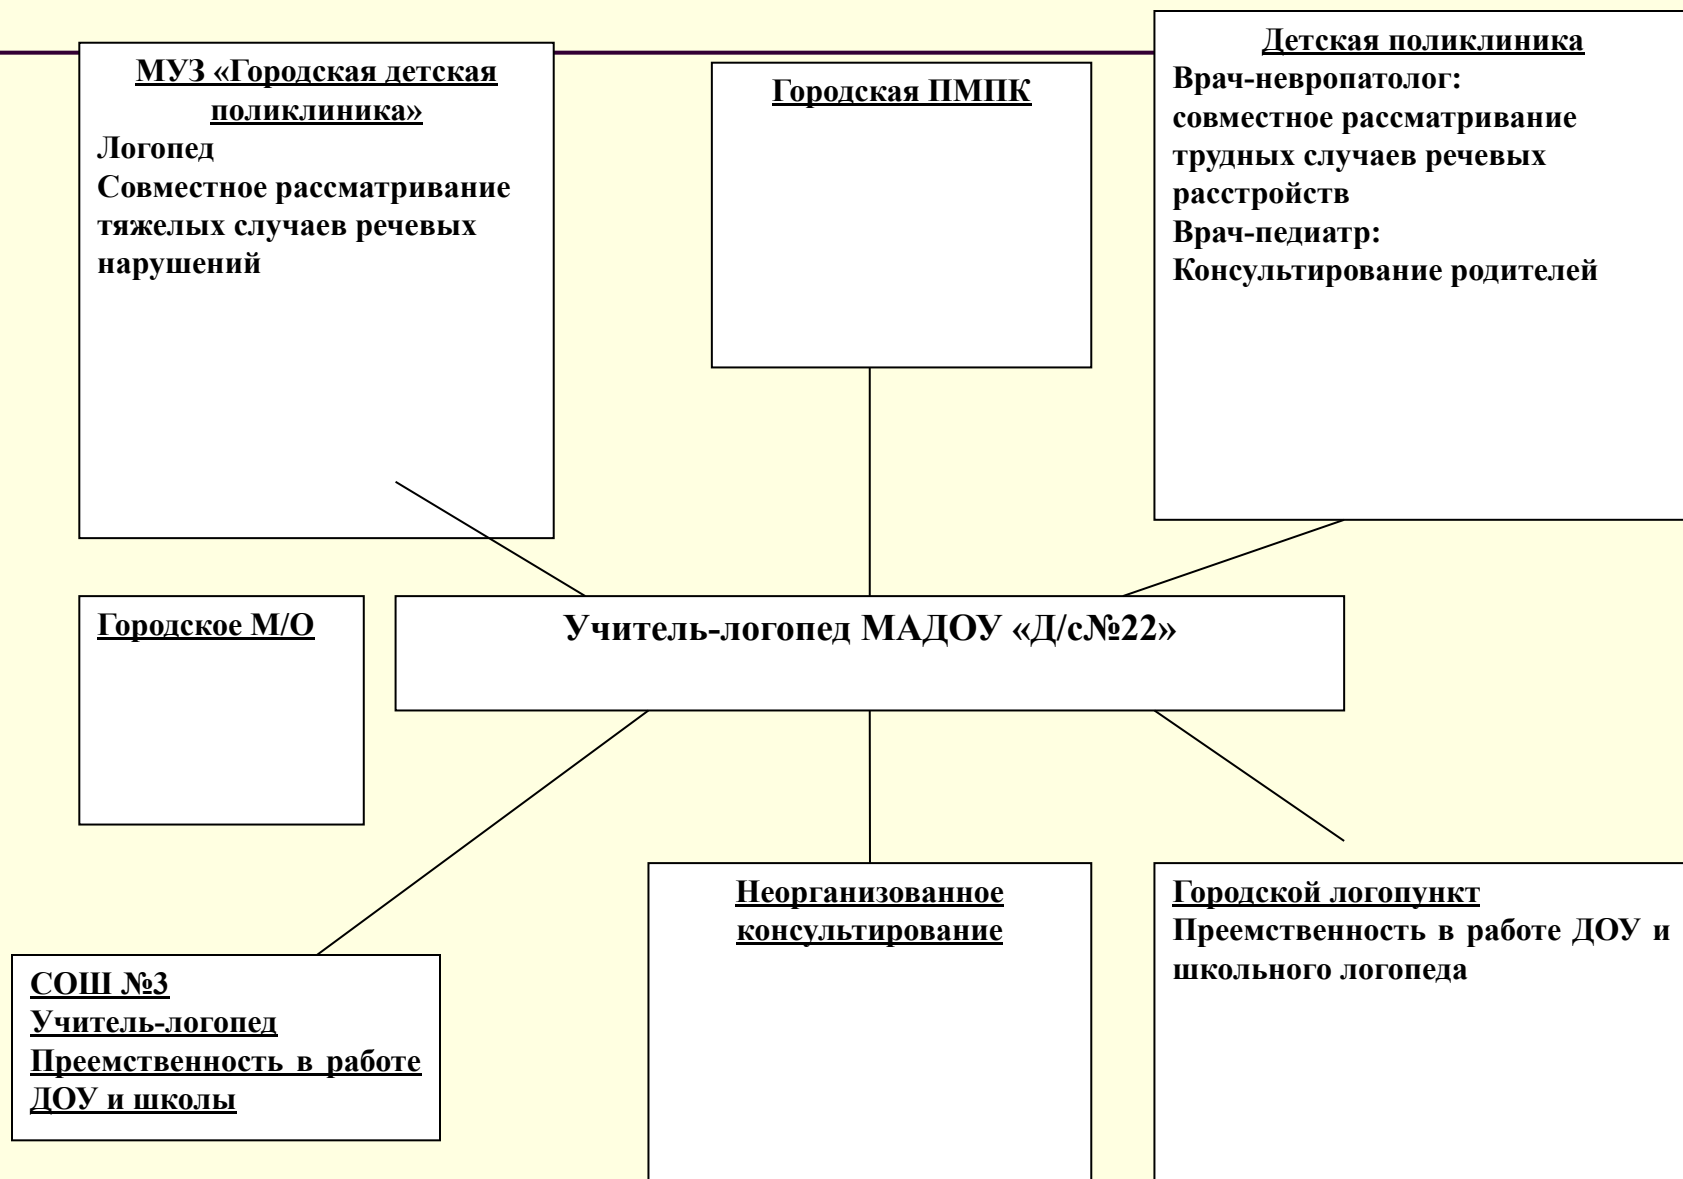 МУЗ «Городская детская
поликлиника»
Логопед
Совместное рассматривание
тяжелых случаев речевых
нарушений
Городская ПМПК
Детская поликлиника
Врач-невропатолог:
совместное рассматривание
трудных случаев речевых
расстройств
Врач-педиатр:
Консультирование родителей
Городское М/О
Учитель-логопед МАДОУ «Д/с№22»
СОШ №3
Учитель-логопед
Преемственность в работе
ДОУ и школы
Неорганизованное
консультирование
Городской логопункт
Преемственность в работе ДОУ и
школьного логопеда